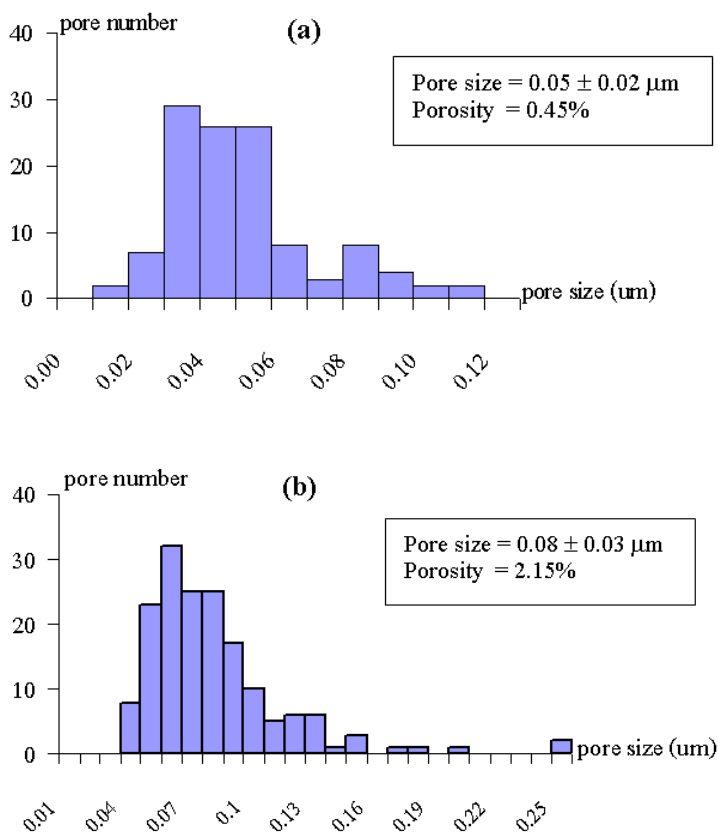 pore number
(a)
40
30
20
10
0
Pore size = 0.05 ± 0.02 μm
Porosity = 0.45%
pore size (um)
0.00
0.02
0.04
0.06
0.08
0.10
0.12
pore number
(b)
40
30
20
10
0
Pore size = 0.08 ± 0.03 μm
Porosity = 2.15%
pore size (um)
0.01
0.04
0.07
0.1
0.13
0.16
0.19
0.22
0.25